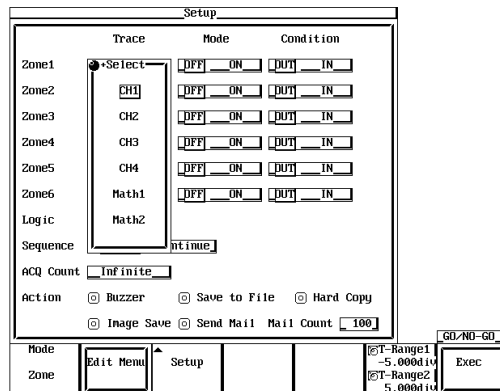 Setup
Trace Mode Condition
Zone1 +Select OFF ON OUT IN
Zone2 CH1 OFF ON OUT IN
Zone3 CH2 OFF ON OUT IN
Zone4 CH3 OFF ON OUT IN
Zone5 CH4 OFF ON OUT IN
Zone6 Math1 OFF ON OUT IN
Logic Math2
Sequence ntinue
ACQ Count Infinite
Action Buzzer Save to File Hard Copy
Image Save Send Mail Mail Count 100
GO/NO-GO
Mode
Zone
Edit Menu
Setup
T-Range1
-5.000div
T-Range2
5.000div
Exec